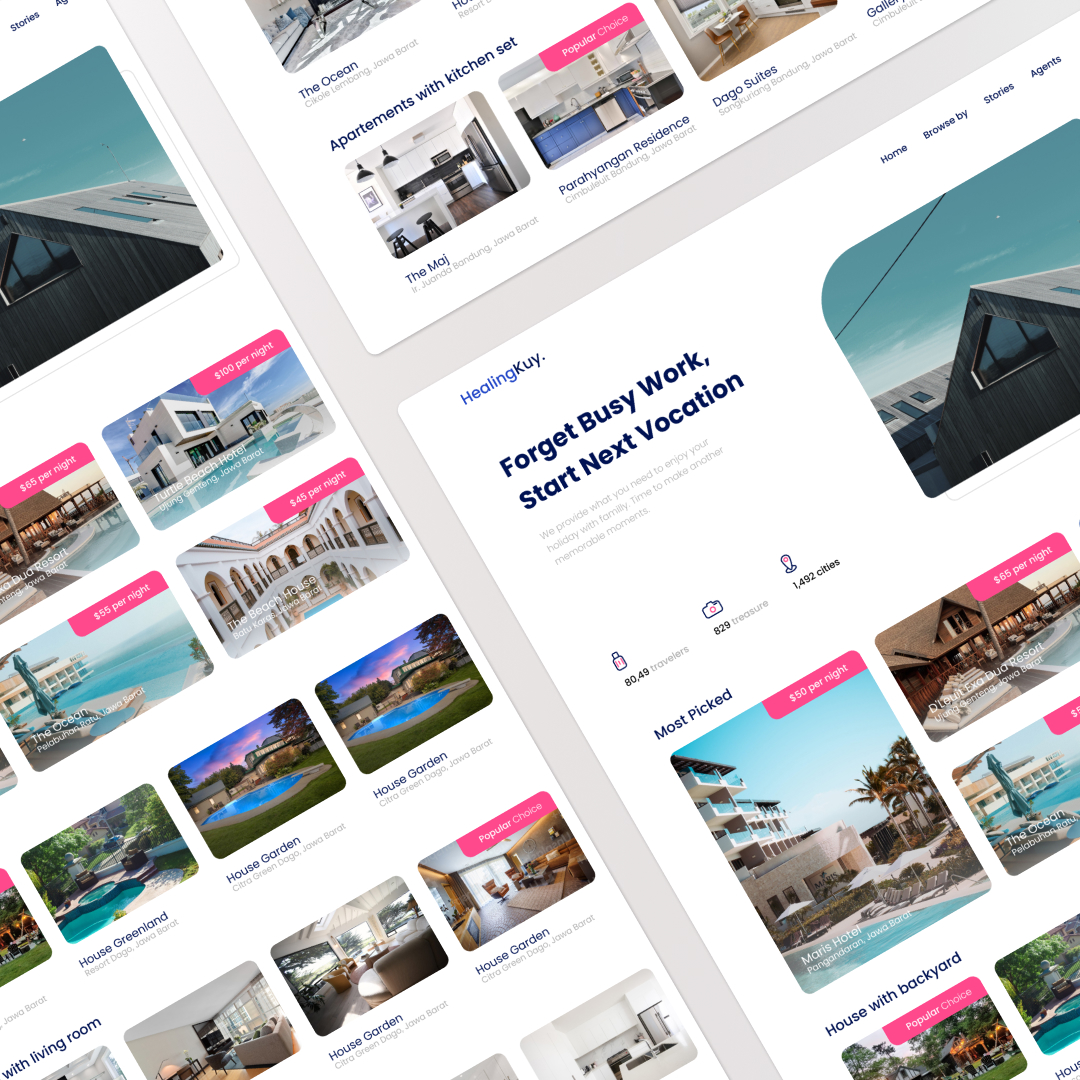 Stories
The Ocean
Cikole Lembang, Jawa Barat
Apartements with kitchen set
Popular Choice
The Maj
Ir. Juanda Bandung, Jawa Barat
Parahyangan Residence
Cimbuleuit Bandung, Jawa Barat
Dago Suites
Sangkuriang Bandung, Jawa Barat
Home
Browse by
Stories
Agents
HealingKuy.
Forget Busy Work,
Start Next Vocation
We provide what you need to enjoy your
holiday with familly. Time to make another
memorable moments.
80.49 travelers
829 treasure
1,492 cities
Most Picked
$50 per night
Maris Hotel
Pangandaran, Jawa Barat
$65 per night
D'Leuit Exa Dua Resort
Ujung Genteng, Jawa Barat
The Ocean
Pelabuhan Ratu,
House with backyard
Popular Choice
$100 per night
Turtle Beach Hotel
Ujung Genteng, Jawa Barat
$65 per night
Dua Resort
Jawa Barat
$45 per night
The Beach House
Batu Karas, Jawa Barat
$55 per night
The Ocean
Pelabuhan Ratu, Jawa Barat
House Greenland
Resort Dago, Jawa Barat
House Garden
Citra Green Dago, Jawa Barat
House Garden
Citra Green Dago, Jawa Barat
Jawa Barat
with living room
House Garden
Citra Green Dago, Jawa Barat
Popular Choice
House Garden
Citra Green Dago, Jawa Barat